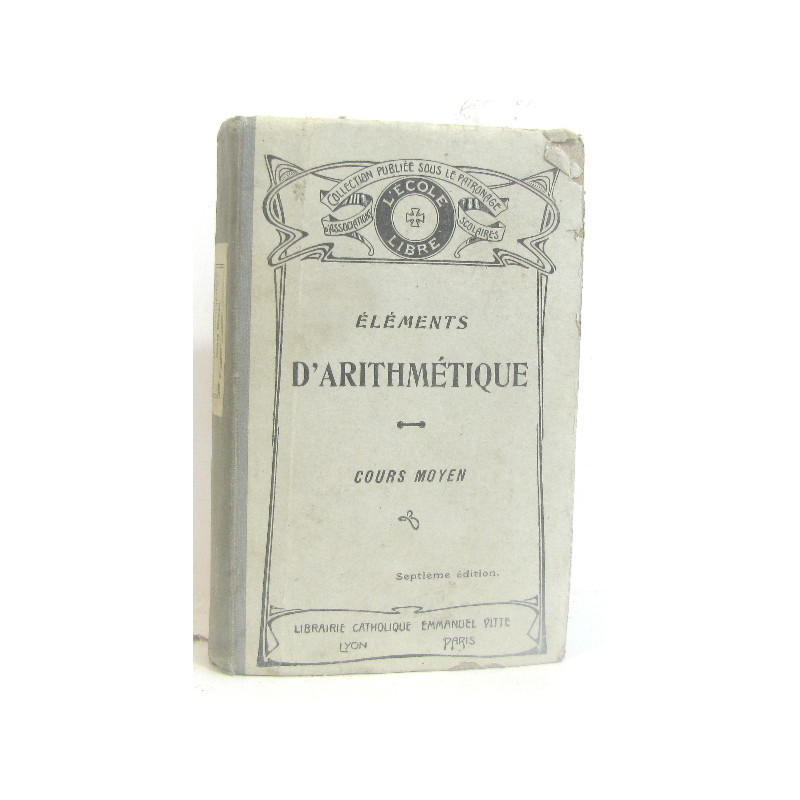 COLLECTION PUBLIÉE SOUS LE PATRONAGE
D'ASSOCIATIONS SCOLAIRES
L'ECOLE
LIBRE
ÉLÉMENTS
D'ARITHMÉTIQUE
COURS MOYEN
Septième édition.
LIBRAIRIE CATHOLIQUE EMMANUEL VITTE
LYON PARIS